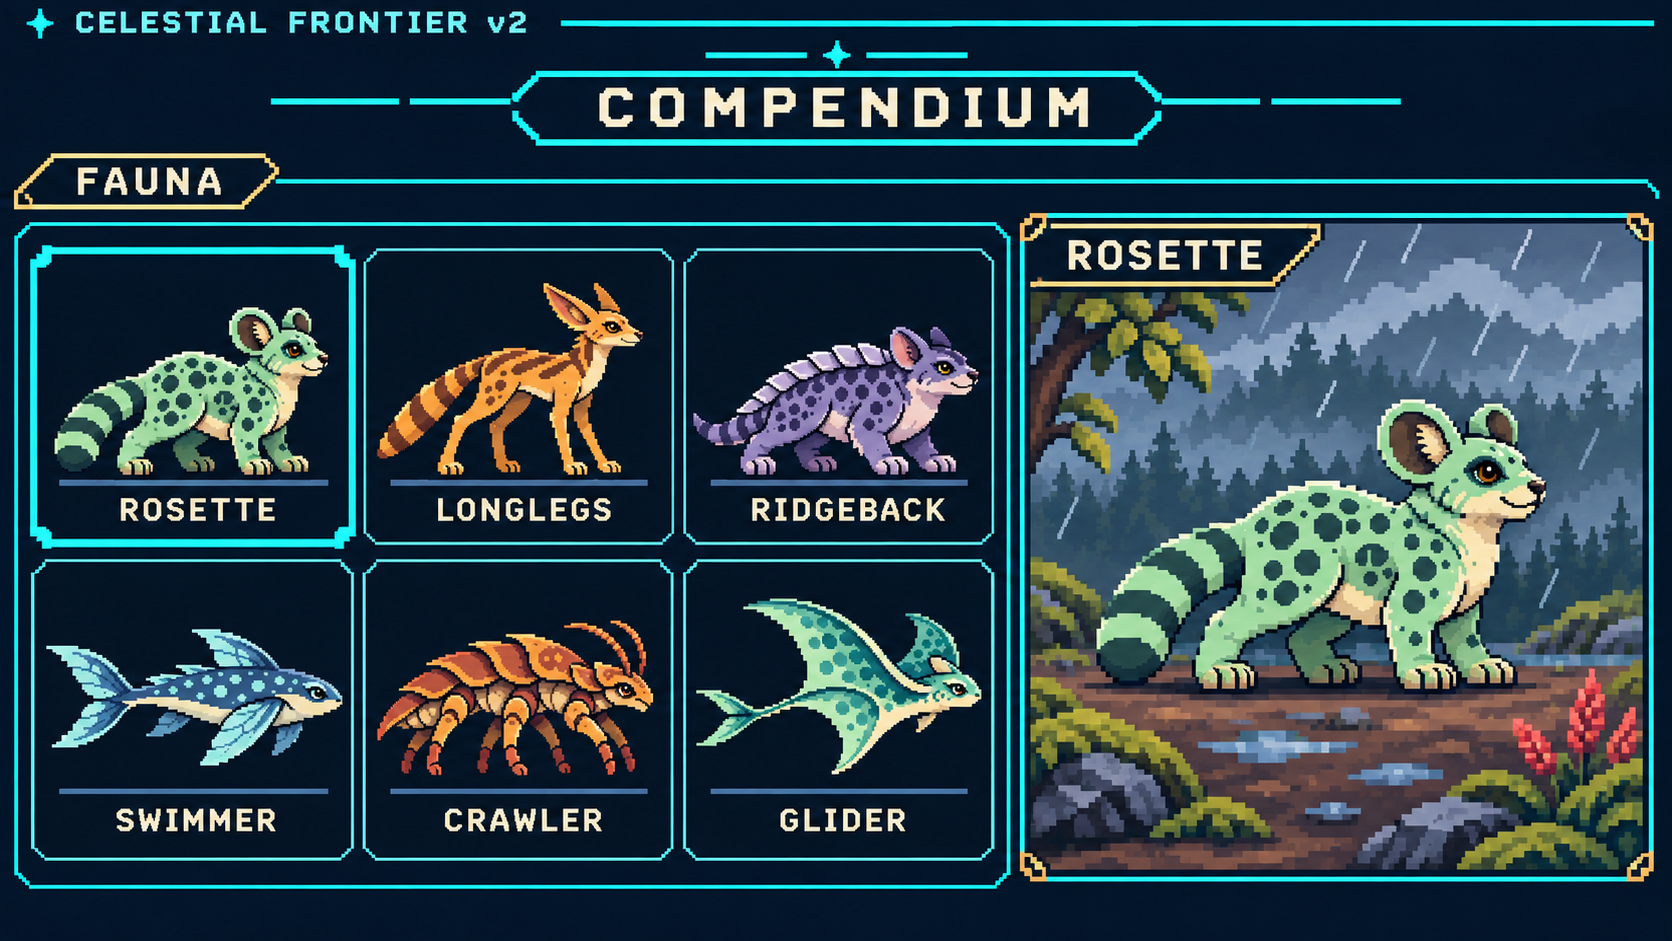 CELESTIAL FRONTIER v2
COMPENDIUM
FAUNA
ROSETTE
LONGLEGS
RIDGEBACK
SWIMMER
CRAWLER
GLIDER
ROSETTE